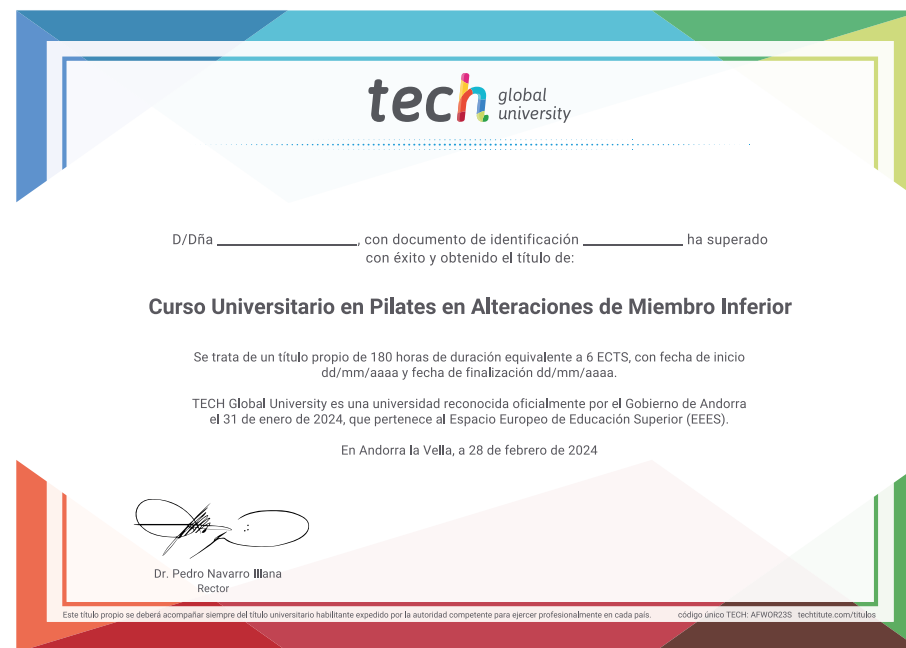 tech global
university
D/Dña ______________, con documento de identificación __________ ha superado
con éxito y obtenido el título de:
Curso Universitario en Pilates en Alteraciones de Miembro Inferior
Se trata de un título propio de 180 horas de duración equivalente a 6 ECTS, con fecha de inicio
dd/mm/aaaa y fecha de finalización dd/mm/aaaa.
TECH Global University es una universidad reconocida oficialmente por el Gobierno de Andorra
el 31 de enero de 2024, que pertenece al Espacio Europeo de Educación Superior (EEES).
En Andorra la Vella, a 28 de febrero de 2024
Dr. Pedro Navarro Illana
Rector
Este título propio se deberá acompañar siempre del título universitario habilitante expedido por la autoridad competente para ejercer profesionalmente en cada país. código único TECH: AFWOR23S techtitute.com/titulos